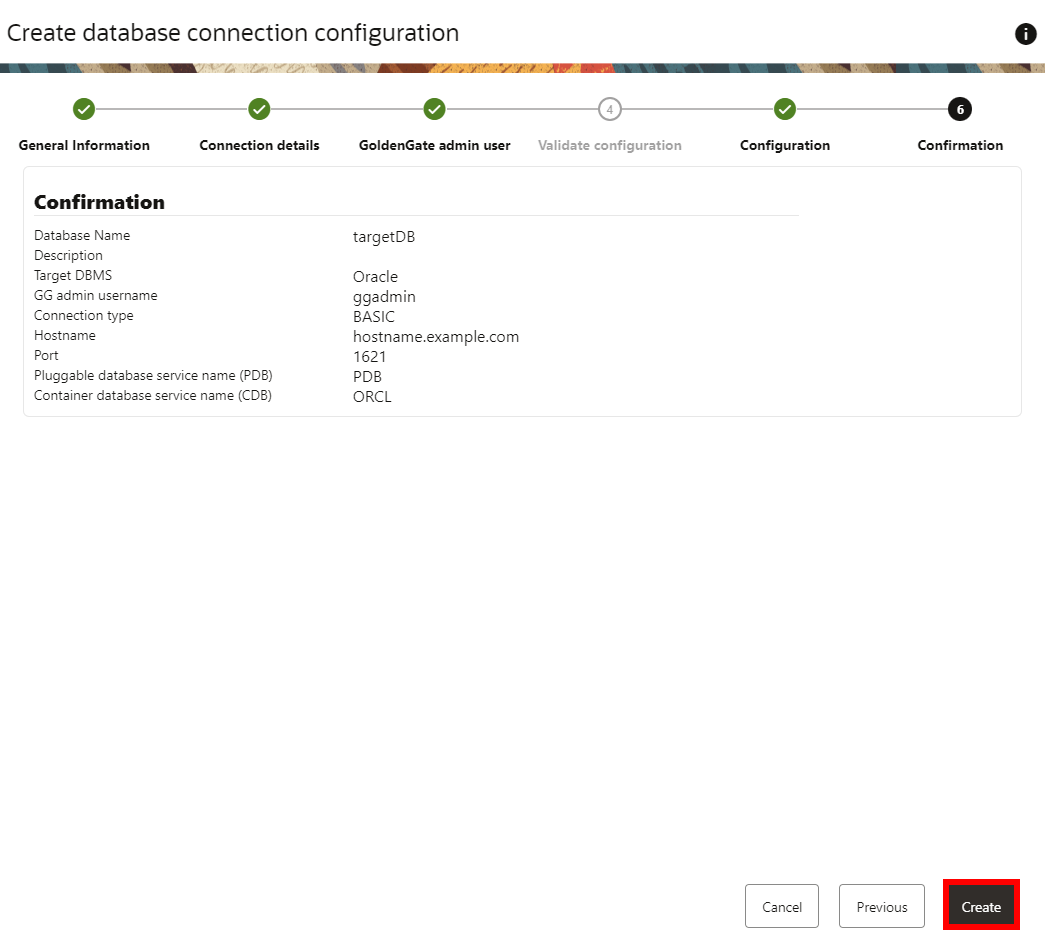 Create database connection configuration
i
4
6
General Information Connection details GoldenGate admin user Validate configuration Configuration Confirmation
Confirmation
Database Name targetDB
Description
Target DBMS Oracle
GG admin username ggadmin
Connection type BASIC
Hostname hostname.example.com
Port 1621
Pluggable database service name (PDB) PDB
Container database service name (CDB) ORCL
Cancel Previous Create